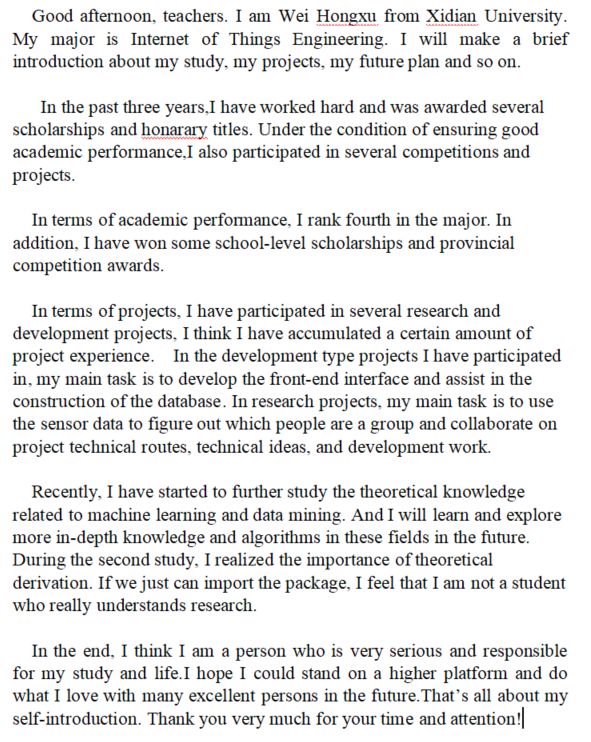 Good afternoon, teachers. I am Wei Hongxu from Xidian University.
My major is Internet of Things Engineering. I will make a brief
introduction about my study, my projects, my future plan and so on.
In the past three years,I have worked hard and was awarded several
scholarships and honarary titles. Under the condition of ensuring good
academic performance,I also participated in several competitions and
projects.
In terms of academic performance, I rank fourth in the major. In
addition, I have won some school-level scholarships and provincial
competition awards.
In terms of projects, I have participated in several research and
development projects, I think I have accumulated a certain amount of
project experience. In the development type projects I have participated
in, my main task is to develop the front-end interface and assist in the
construction of the database. In research projects, my main task is to use
the sensor data to figure out which people are a group and collaborate on
project technical routes, technical ideas, and development work.
Recently, I have started to further study the theoretical knowledge
related to machine learning and data mining. And I will learn and explore
more in-depth knowledge and algorithms in these fields in the future.
During the second study, I realized the importance of theoretical
derivation. If we just can import the package, I feel that I am not a student
who really understands research.
In the end, I think I am a person who is very serious and responsible
for my study and life.I hope I could stand on a higher platform and do
what I love with many excellent persons in the future.That's all about my
self-introduction. Thank you very much for your time and attention!